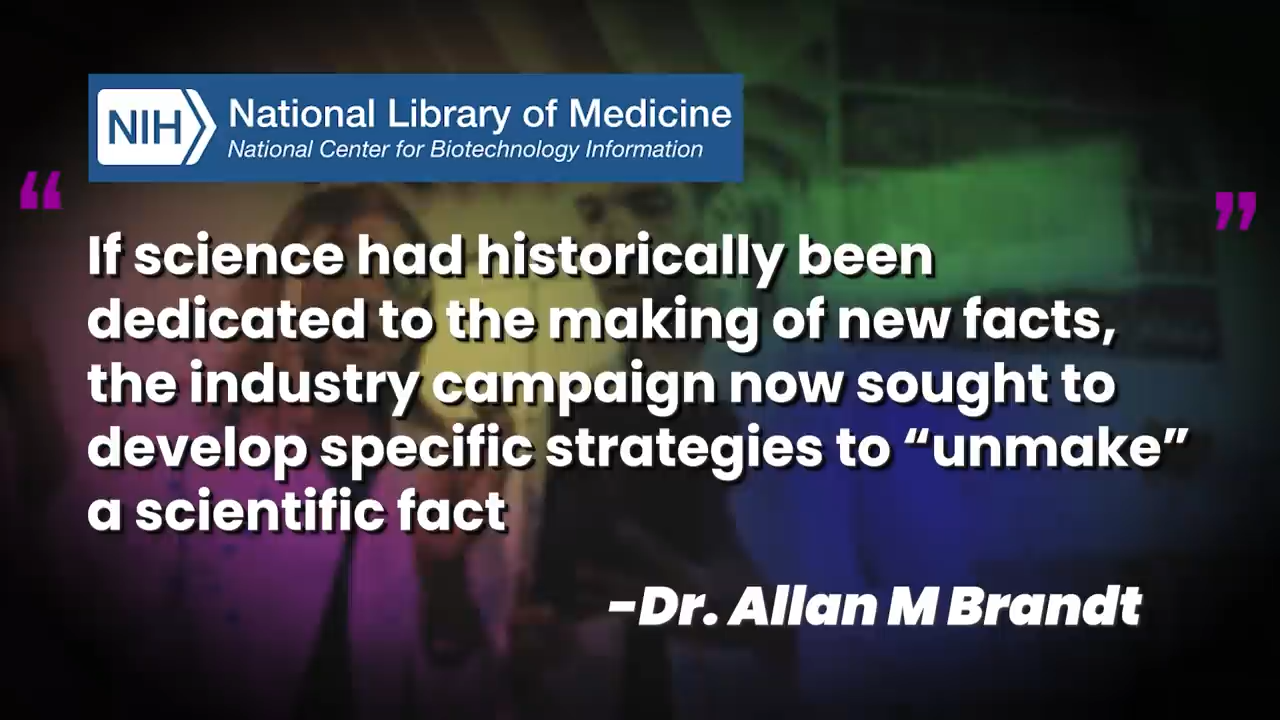 NIH National Library of Medicine
National Center for Biotechnology Information
“ ”
If science had historically been
dedicated to the making of new facts,
the industry campaign now sought to
develop specific strategies to “unmake”
a scientific fact
-Dr. Allan M Brandt